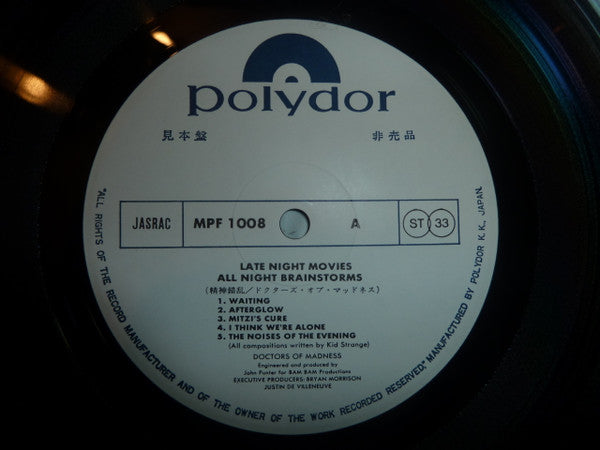 polydor
見本盤
非売品
JASRAC
MPF 1008
A
ST 33
LATE NIGHT MOVIES
ALL NIGHT BRAINSTORMS
(精神錯乱/ドクターズ・オブ・マッドネス)
1. WAITING
2. AFTERGLOW
3. MITZI'S CURE
4. I THINK WE'RE ALONE
5. THE NOISES OF THE EVENING
(All compositions written by Kid Strange)
DOCTORS OF MADNESS
Engineered and produced by
John Punter for BAM BAM Productions
EXECUTIVE PRODUCERS: BRYAN MORRISON
JUSTIN DE VILLENEUVE
"ALL RIGHTS OF THE RECORD MANUFACTURER AND OF THE OWNER OF THE WORK RECORDED RESERVED," MANUFACTURED BY POLYDOR K. K., JAPAN.